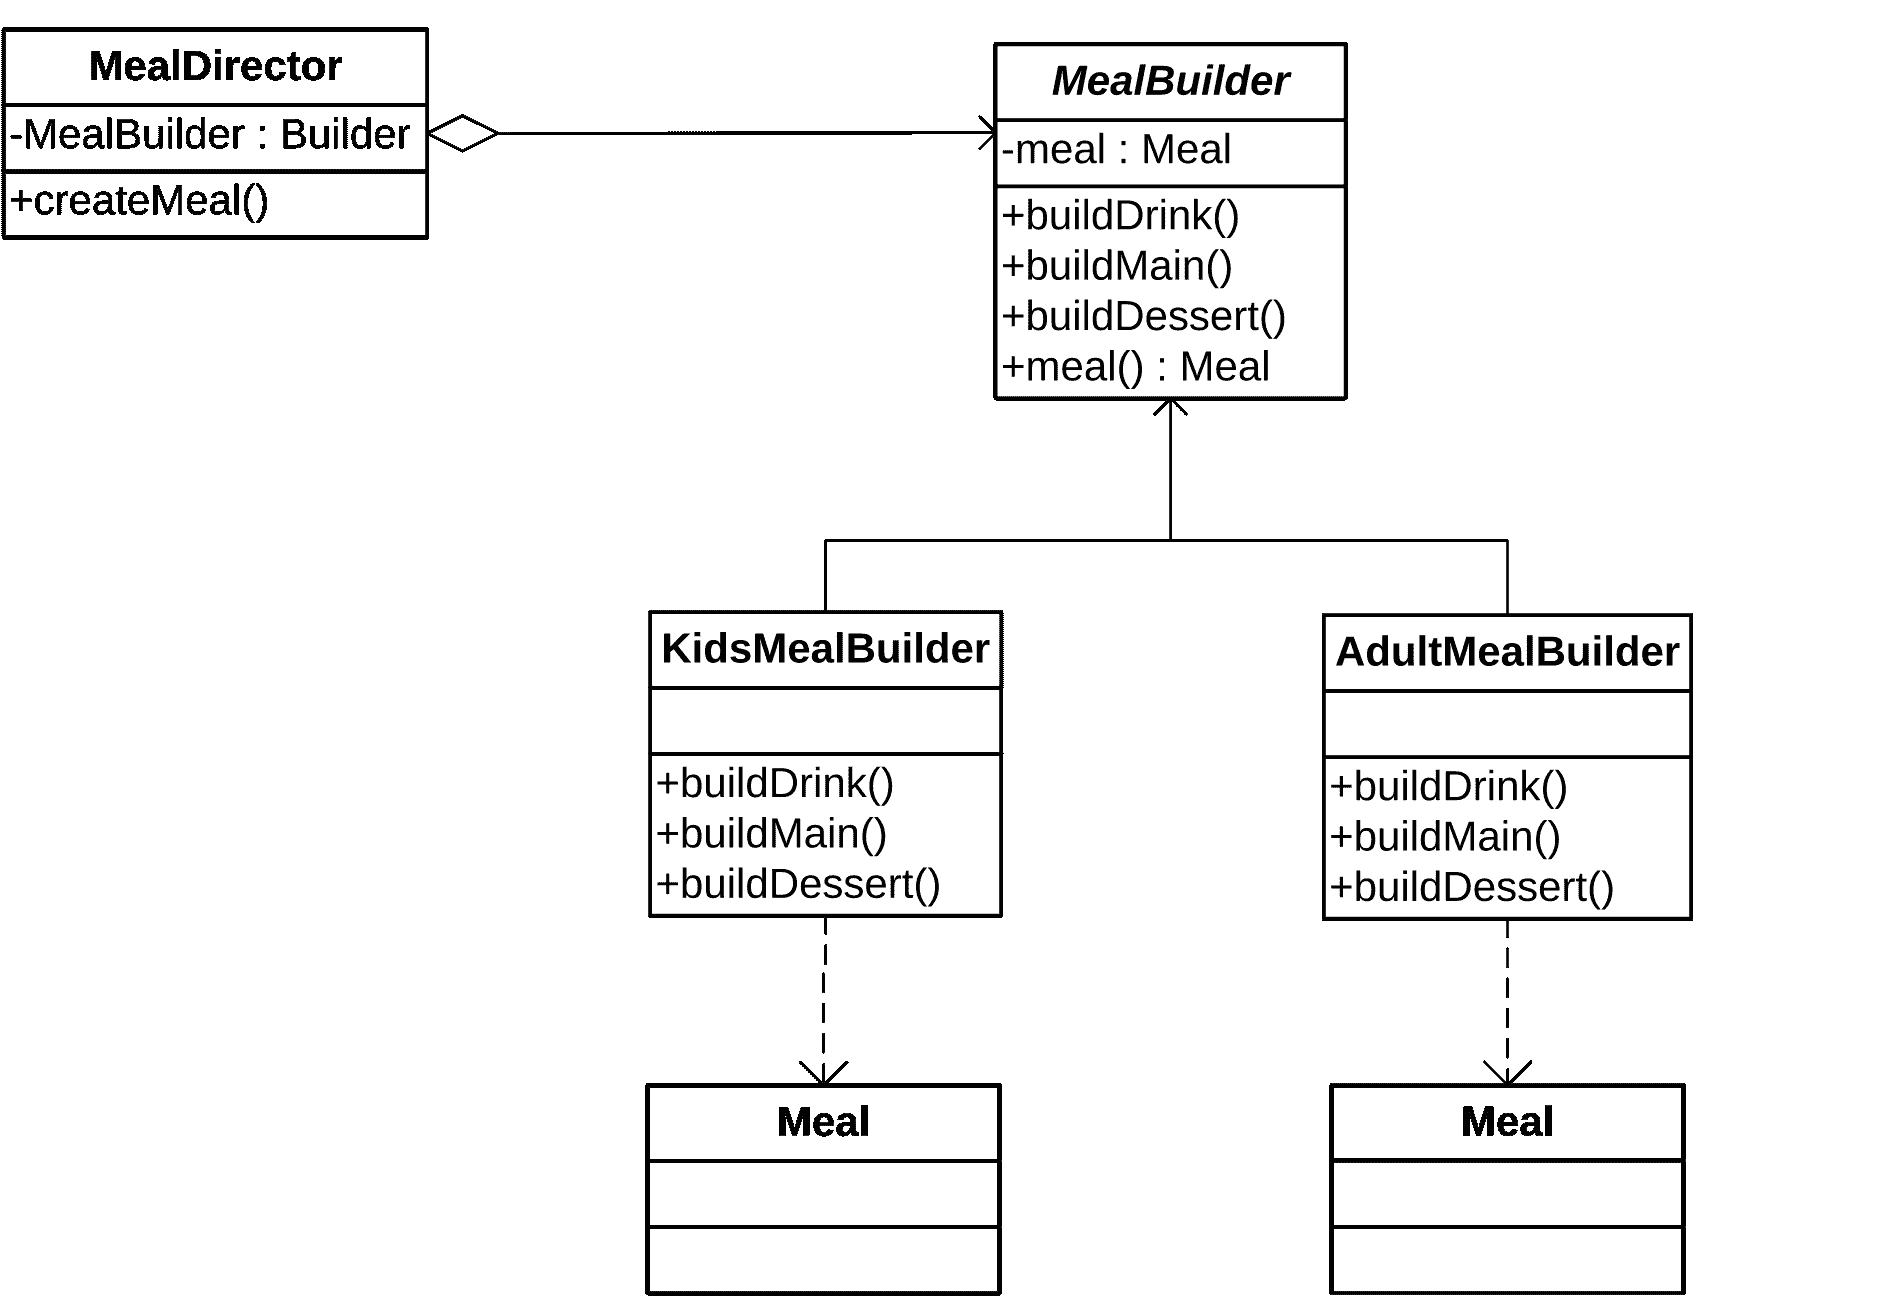 MealDirector
-MealBuilder : Builder
+createMeal()
MealBuilder
-meal : Meal
+buildDrink()
+buildMain()
+buildDessert()
+meal() : Meal
KidsMealBuilder
+buildDrink()
+buildMain()
+buildDessert()
AdultMealBuilder
+buildDrink()
+buildMain()
+buildDessert()
Meal
Meal